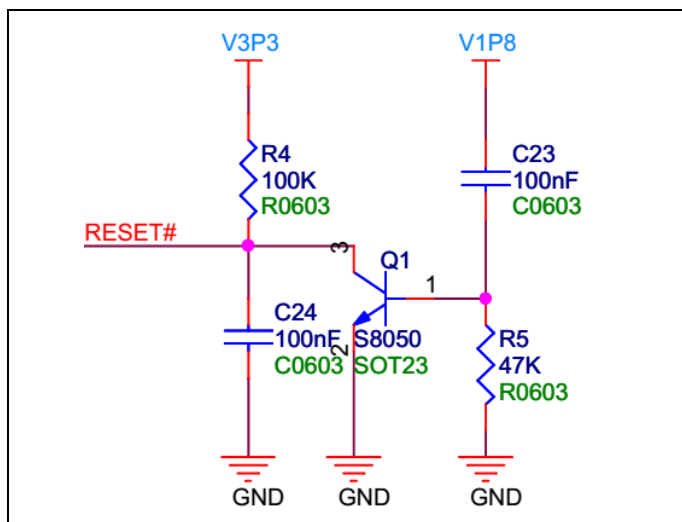 V3P3
V1P8
R4
100K
R0603
C23
100nF
C0603
RESET#
3
Q1
1
C24
100nF
C0603
S8050
SOT23
2
R5
47K
R0603
GND
GND
GND